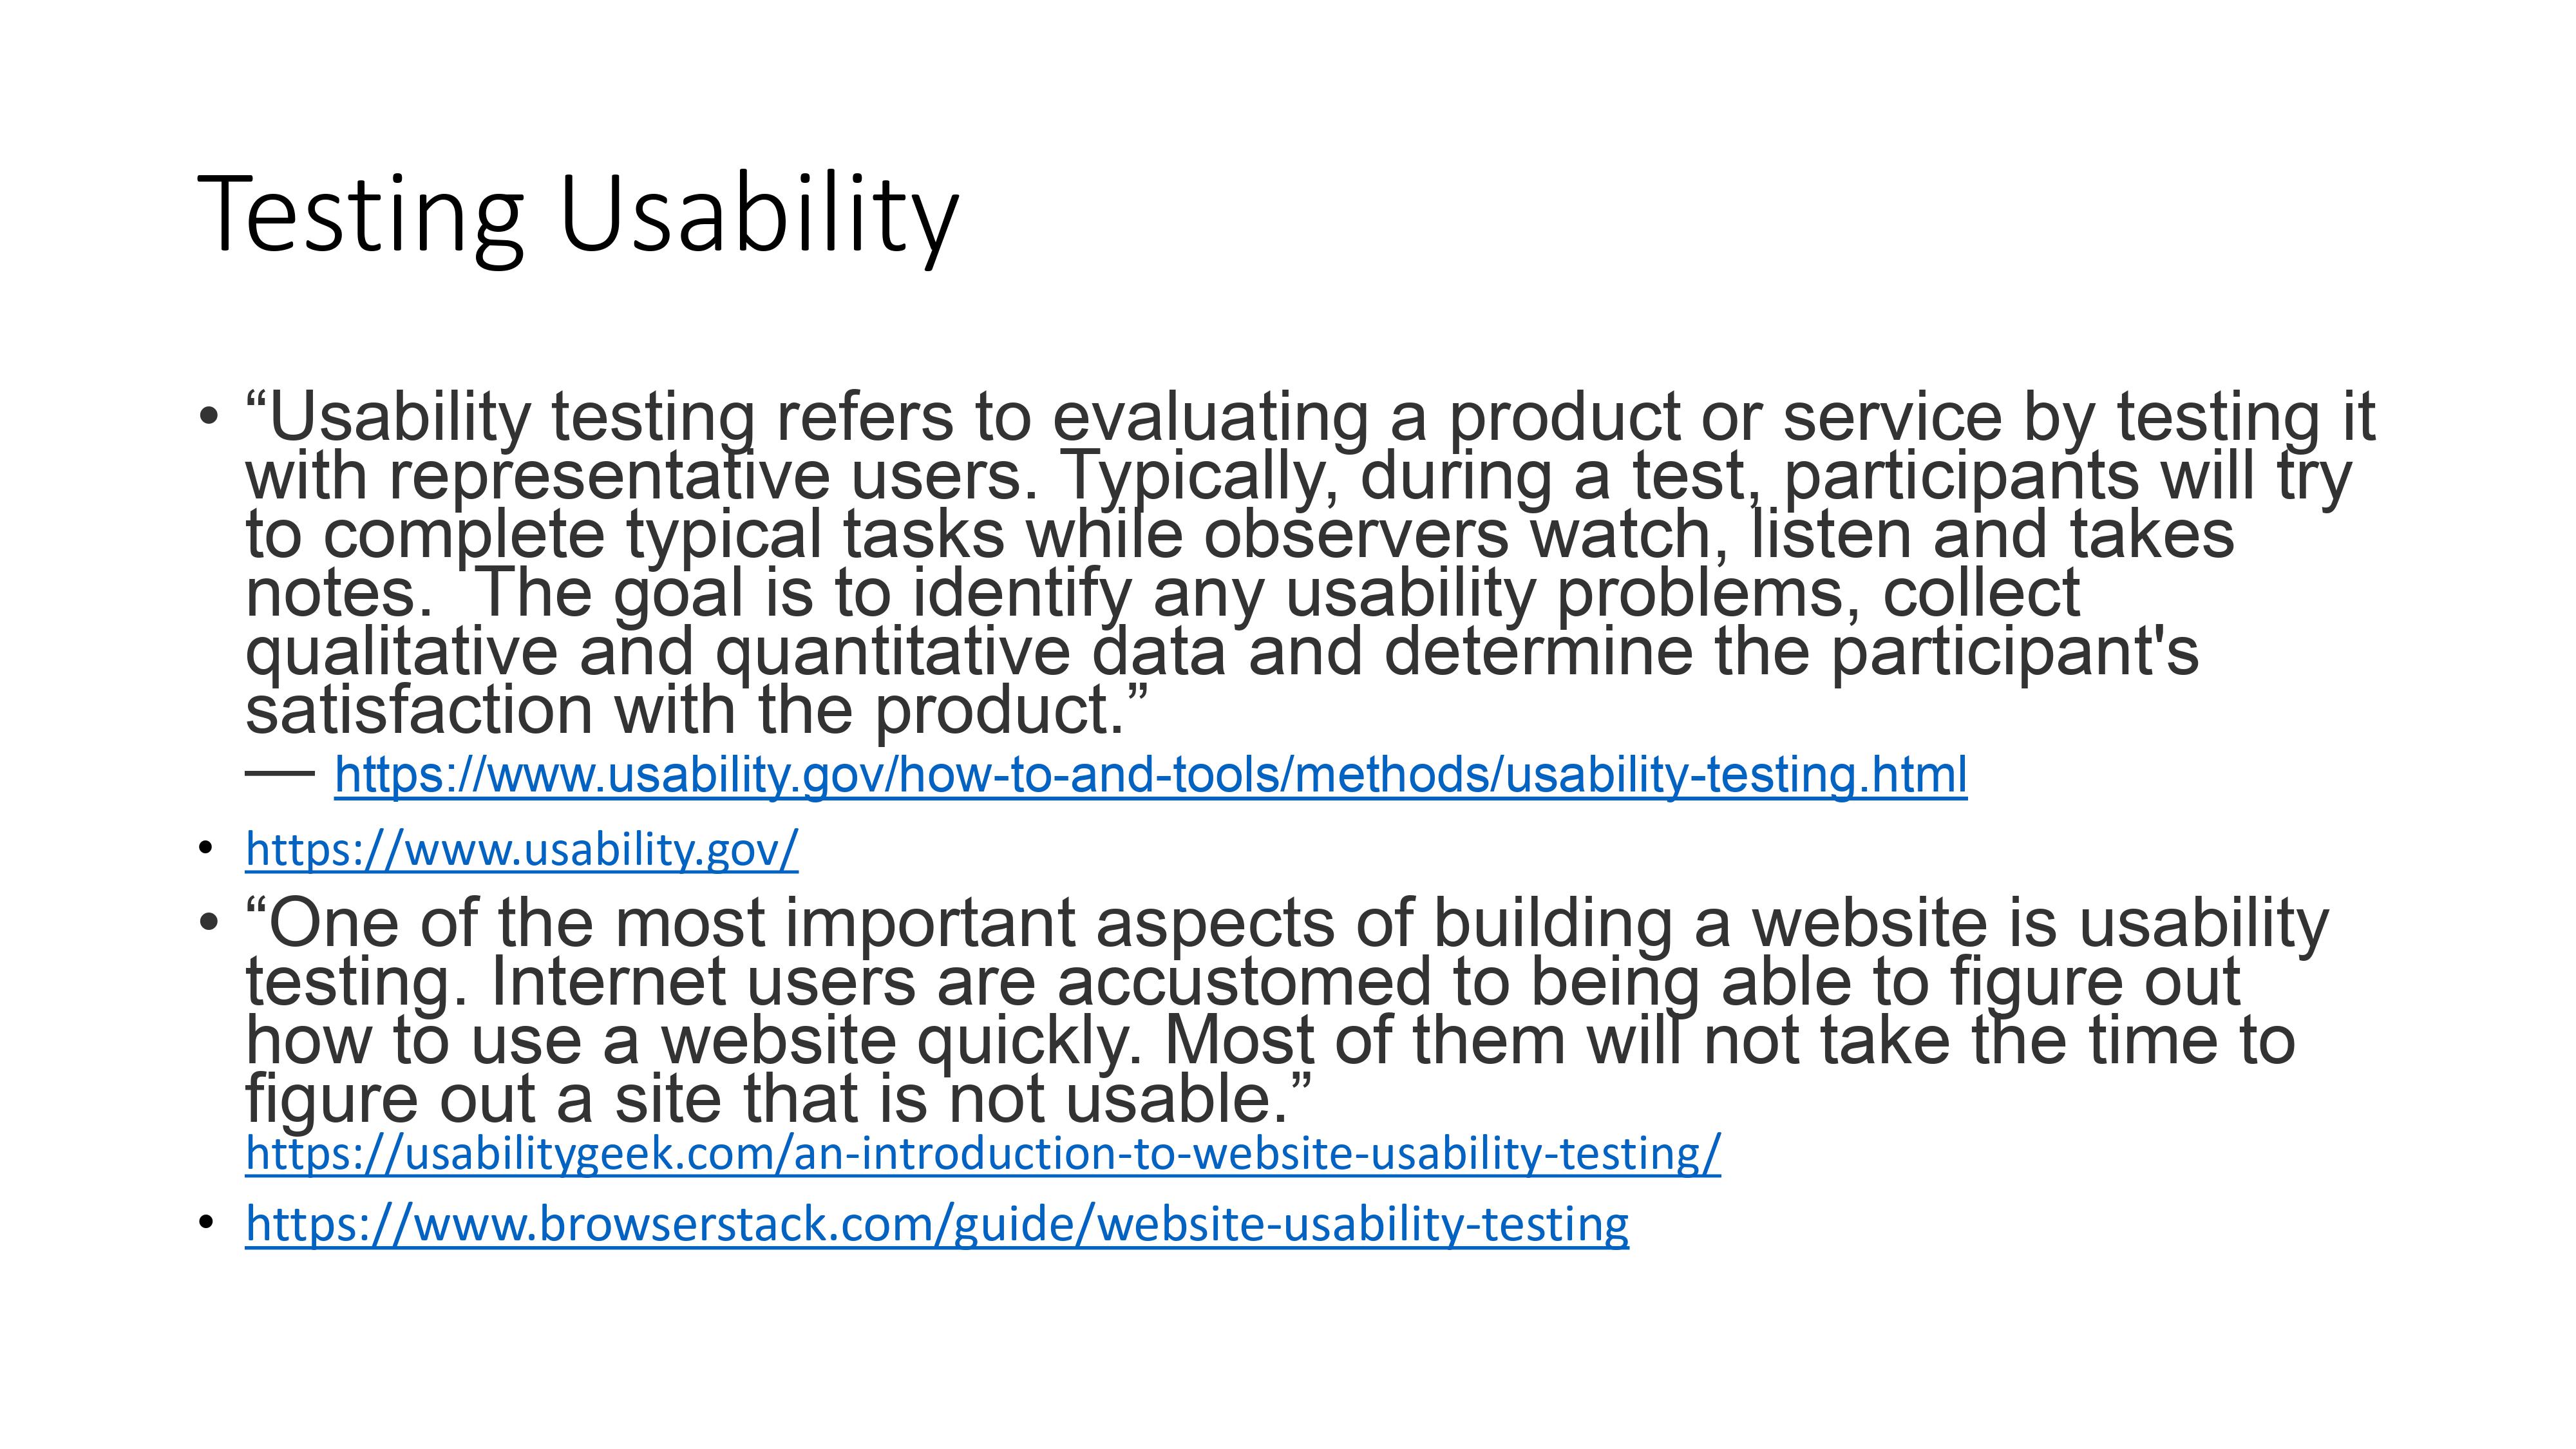 Testing Usability
• “Usability testing refers to evaluating a product or service by testing it
with representative users. Typically, during a test, participants will try
to complete typical tasks while observers watch, listen and takes
notes.  The goal is to identify any usability problems, collect
qualitative and quantitative data and determine the participant's
satisfaction with the product.”
— https://www.usability.gov/how-to-and-tools/methods/usability-testing.html
• https://www.usability.gov/
• “One of the most important aspects of building a website is usability
testing. Internet users are accustomed to being able to figure out
how to use a website quickly. Most of them will not take the time to
figure out a site that is not usable.”
https://usabilitygeek.com/an-introduction-to-website-usability-testing/
• https://www.browserstack.com/guide/website-usability-testing